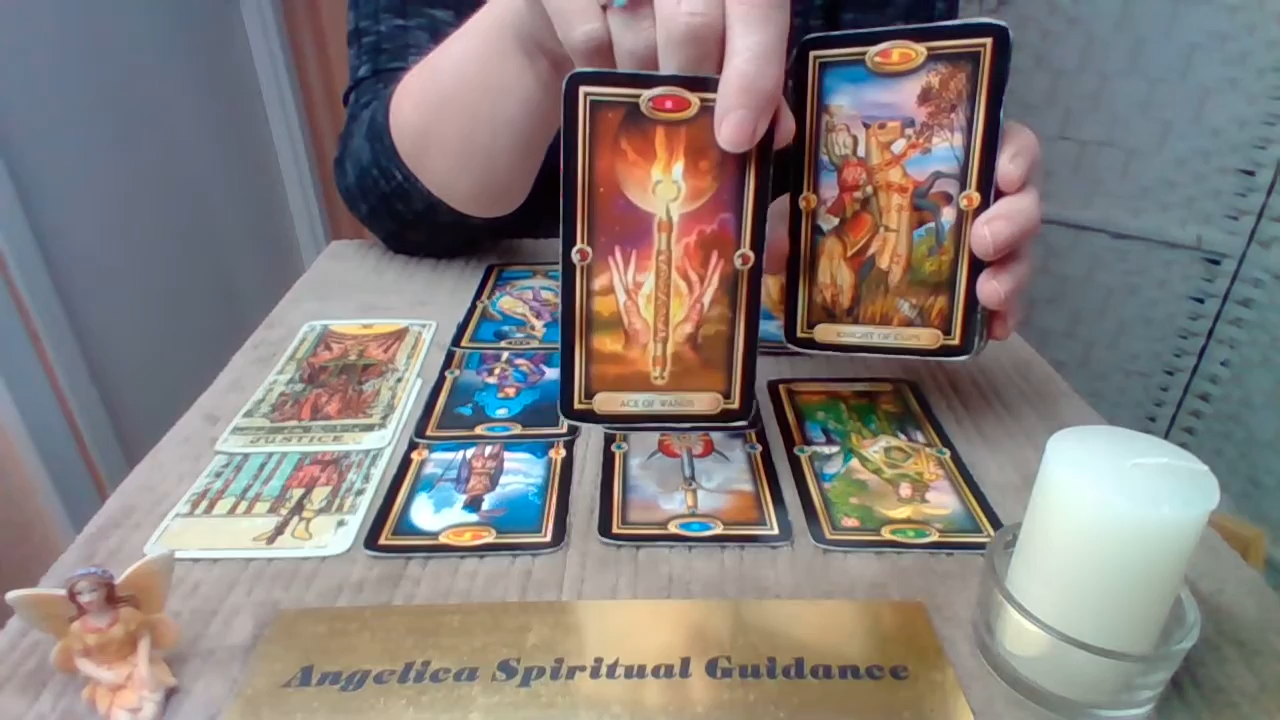 ACE OF WANDS
KNIGHT OF CUPS
JUSTICE
Angelica Spiritual Guidance